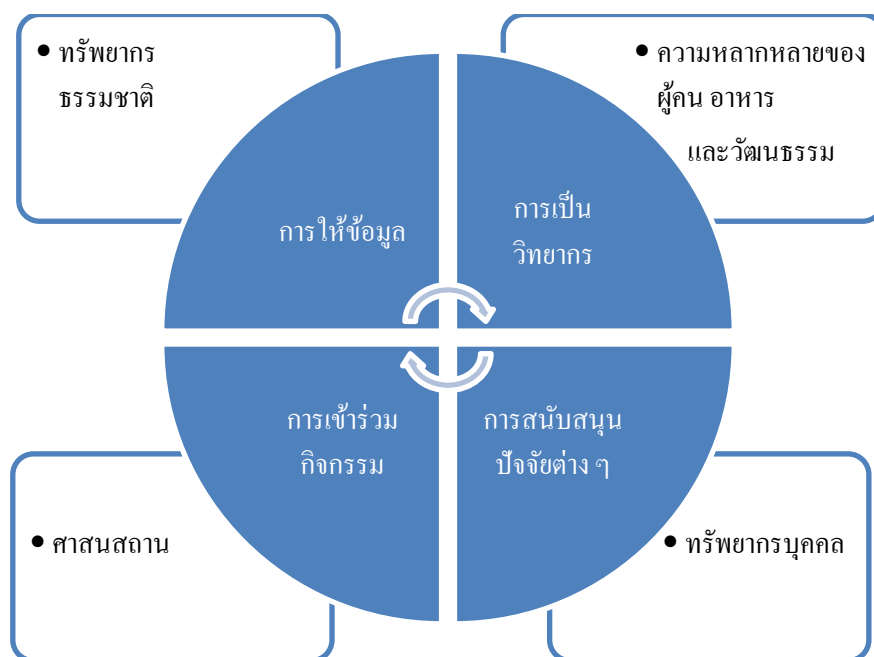 • ทรัพยากร
ธรรมชาติ
• ความหลากหลายของ
ผู้คน อาหาร
และวัฒนธรรม
การให้ข้อมูล
การเป็น
วิทยากร
การเข้าร่วม
กิจกรรม
การสนับสนุน
ปัจจัยต่าง ๆ
• ศาสนสถาน
• ทรัพยากรบุคคล